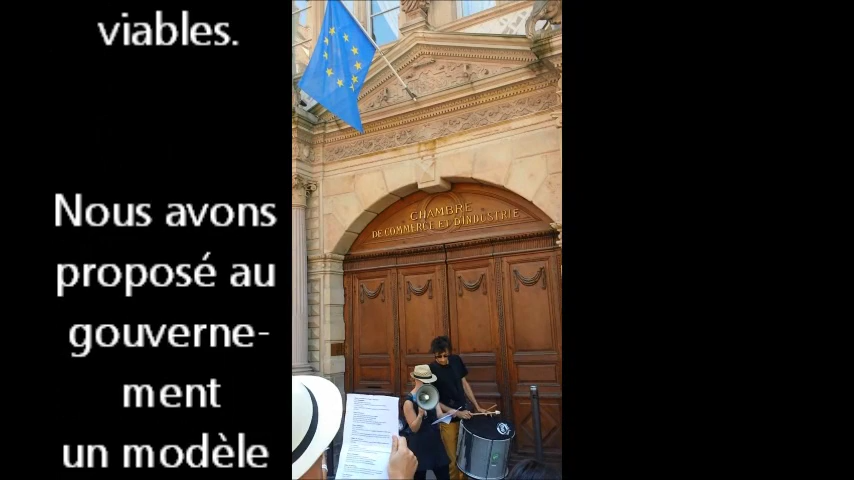 viables.
Nous avons
proposé au
gouverne-
ment
un modèle
CHAMBRE
DE COMMERCE ET D'INDUSTRIE